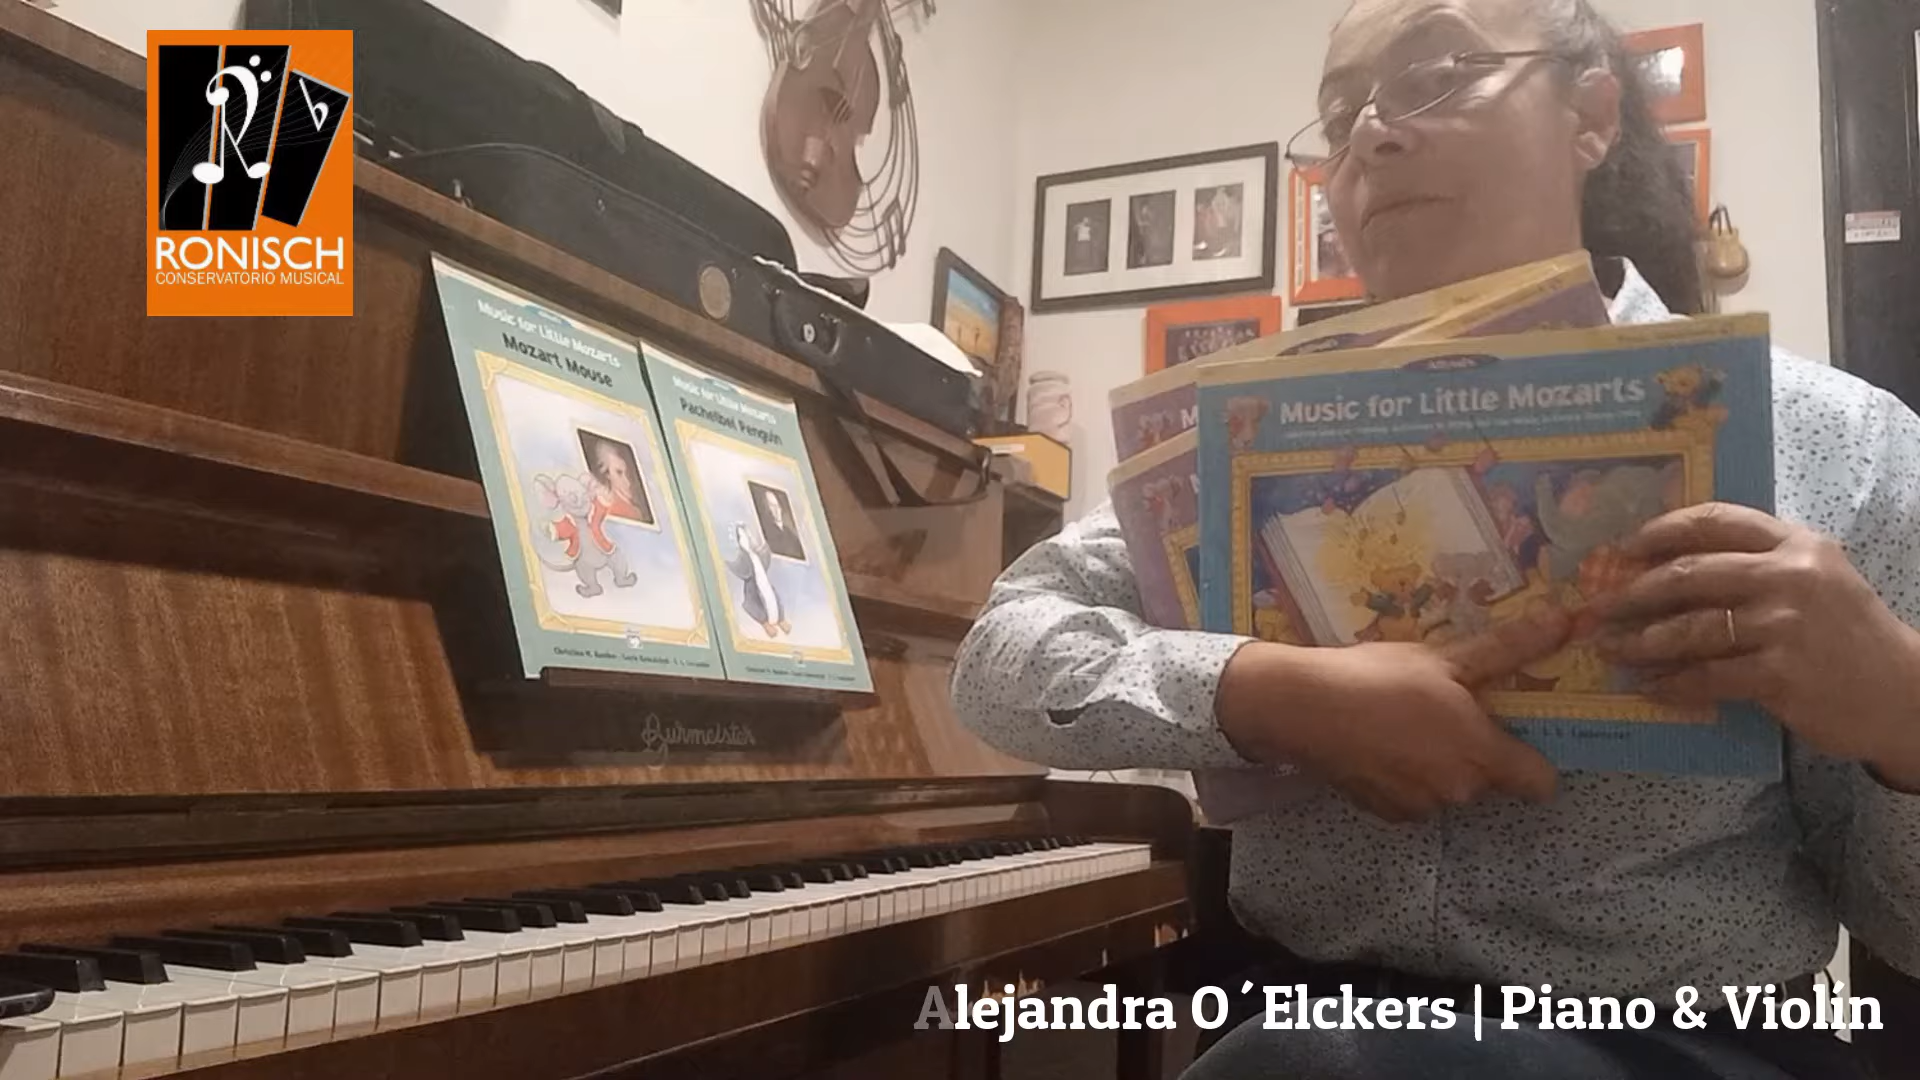 RONISCH
CONSERVATORIO MUSICAL
Music for Little Mozarts
Mozart Mouse
Music for Little Mozarts
Pachelbel Penguin
Burmeister
Alfred's
Music for Little Mozarts
Alejandra O´Elckers | Piano & Violín